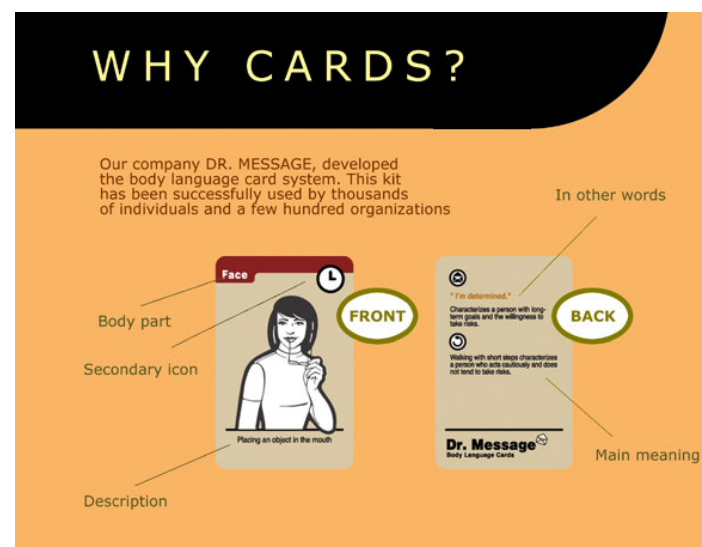 WHY CARDS?
Our company DR. MESSAGE, developed
the body language card system. This kit
has been successfully used by thousands
of individuals and a few hundred organizations
In other words
Face
Body part
Secondary icon
FRONT
Placing an object in the mouth
Description
" I'm determined."
Characterizes a person with long-
term goals and the willingness to
take risks.
BACK
Walking with short steps characterizes
a person who acts cautiously and does
not tend to take risks.
Dr. Message
Body Language Cards
Main meaning